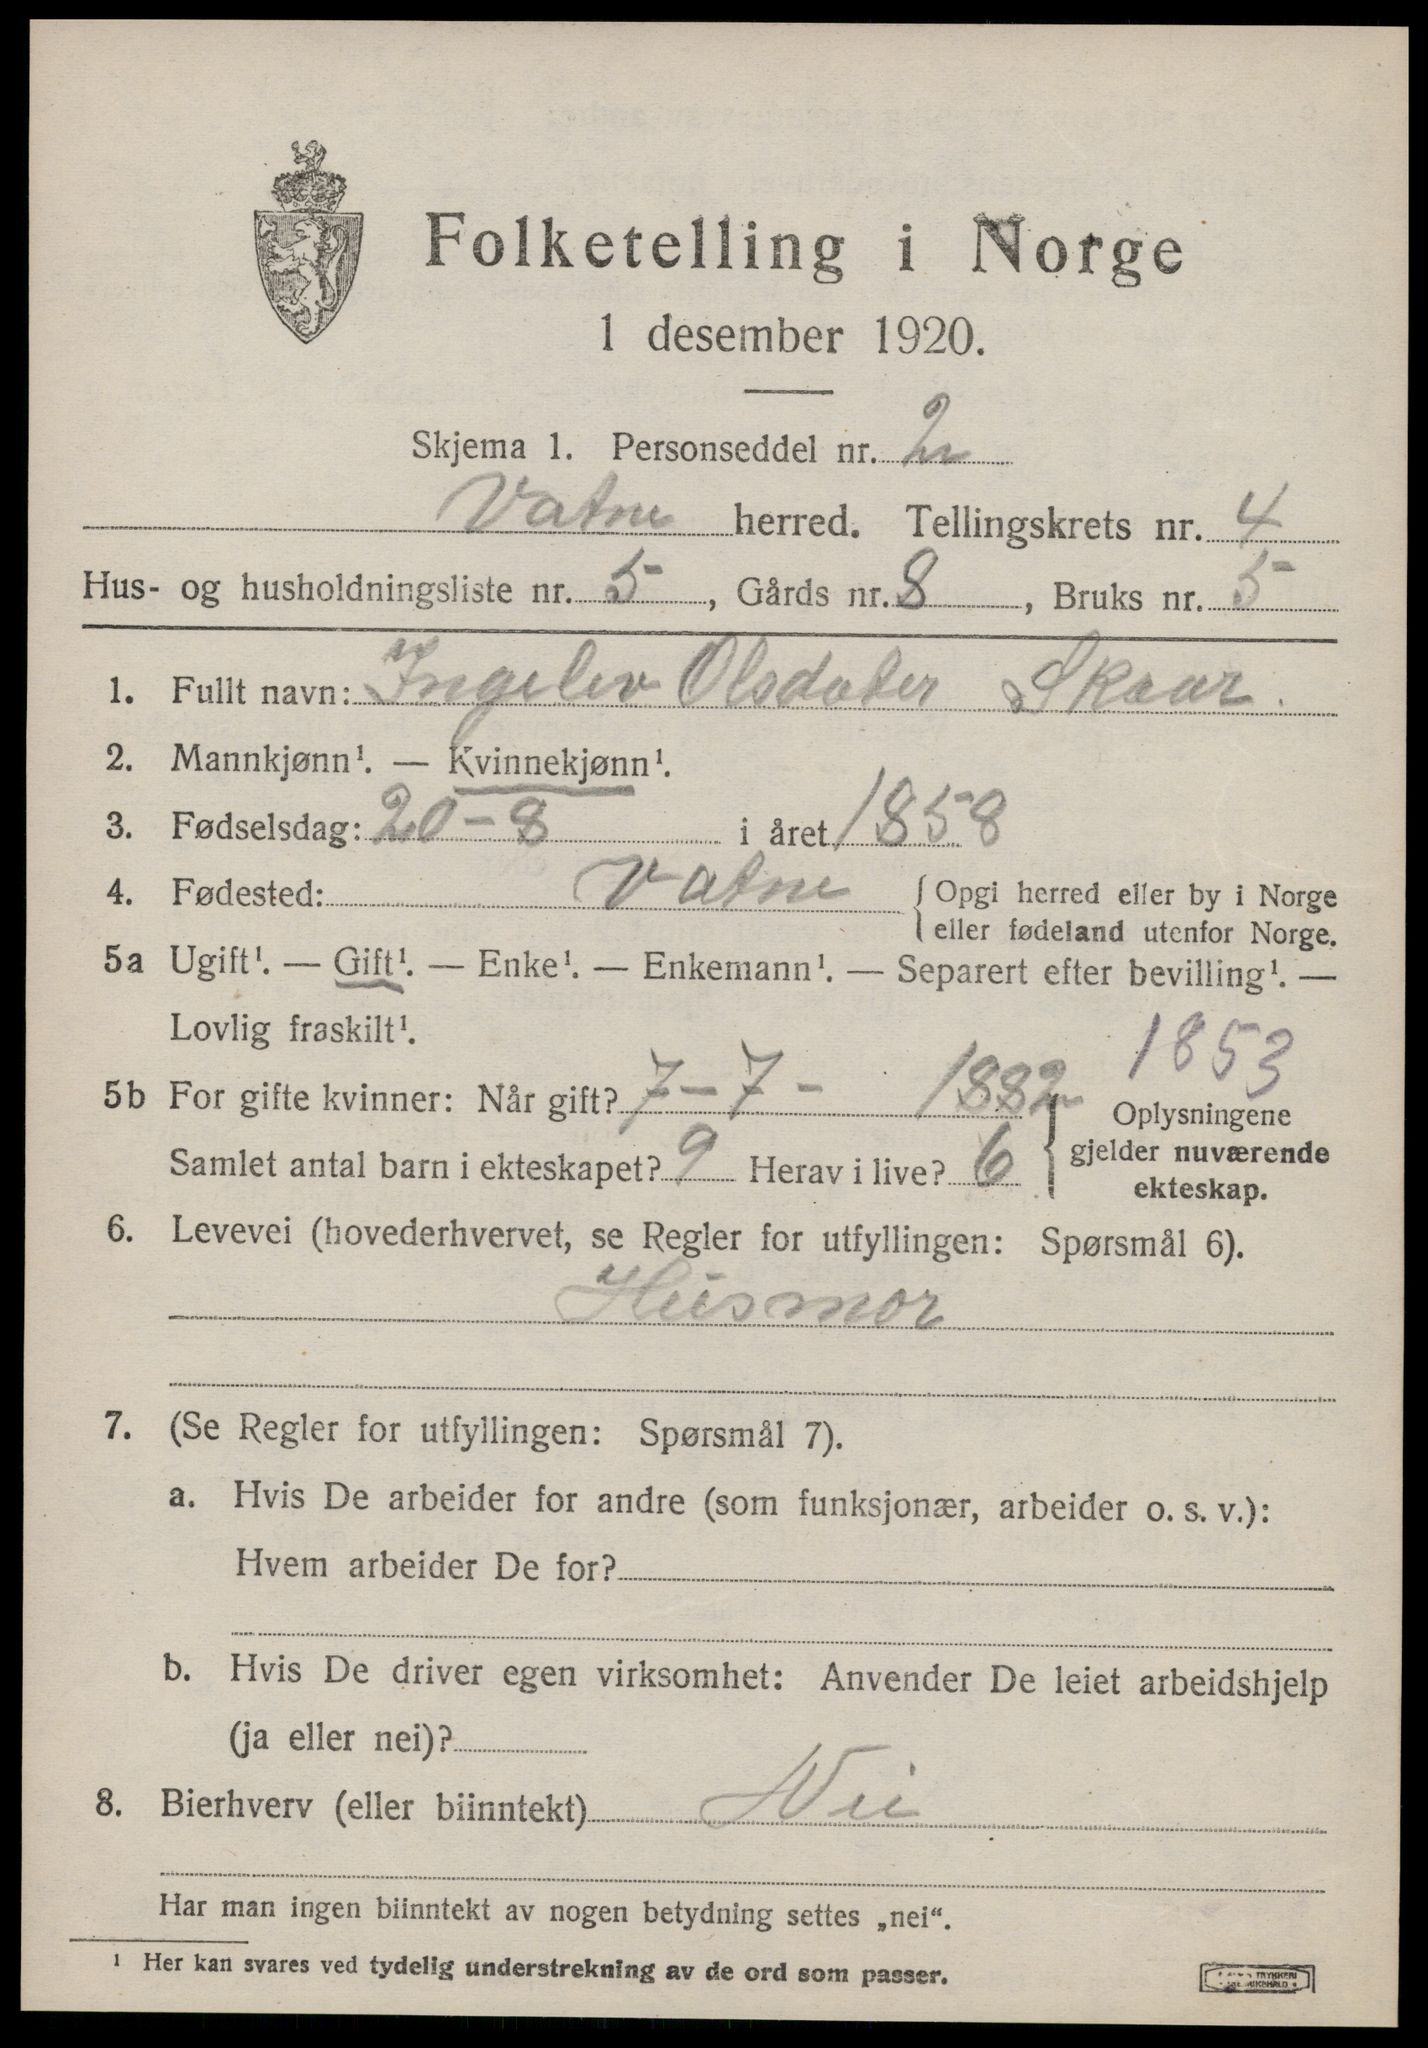 Folketelling i Norge
1 desember 1920.
Skjema 1. Personseddel nr. 2
Vatne herred. Tellingskrets nr. 4
Hus- og husholdningsliste nr. 5, Gårds nr. 8, Bruks nr. 5
1. Fullt navn: Ingelev Olsdater Skaar.
2. Mannkjønn¹. — Kvinnekjønn¹.
3. Fødselsdag: 20-8 i året 1858
4. Fødested: Vatne { Opgi herred eller by i Norge
eller fødeland utenfor Norge.
5a Ugift¹. — Gift¹. — Enke¹. — Enkemann¹. — Separert efter bevilling¹. —
Lovlig fraskilt¹.
1853
5b For gifte kvinner: Når gift? 7-7- 1882
Samlet antal barn i ekteskapet? 9 Herav i live? 6
Oplysningene
gjelder nuværende
ekteskap.
6. Levevei (hovederhvervet, se Regler for utfyllingen: Spørsmål 6).
Husmor
7. (Se Regler for utfyllingen: Spørsmål 7).
a. Hvis De arbeider for andre (som funksjonær, arbeider o. s. v.):
Hvem arbeider De for?
b. Hvis De driver egen virksomhet: Anvender De leiet arbeidshjelp
(ja eller nei)?
8. Bierhverv (eller biinntekt) Nei
Har man ingen biinntekt av nogen betydning settes „nei“.
¹ Her kan svares ved tydelig understrekning av de ord som passer.